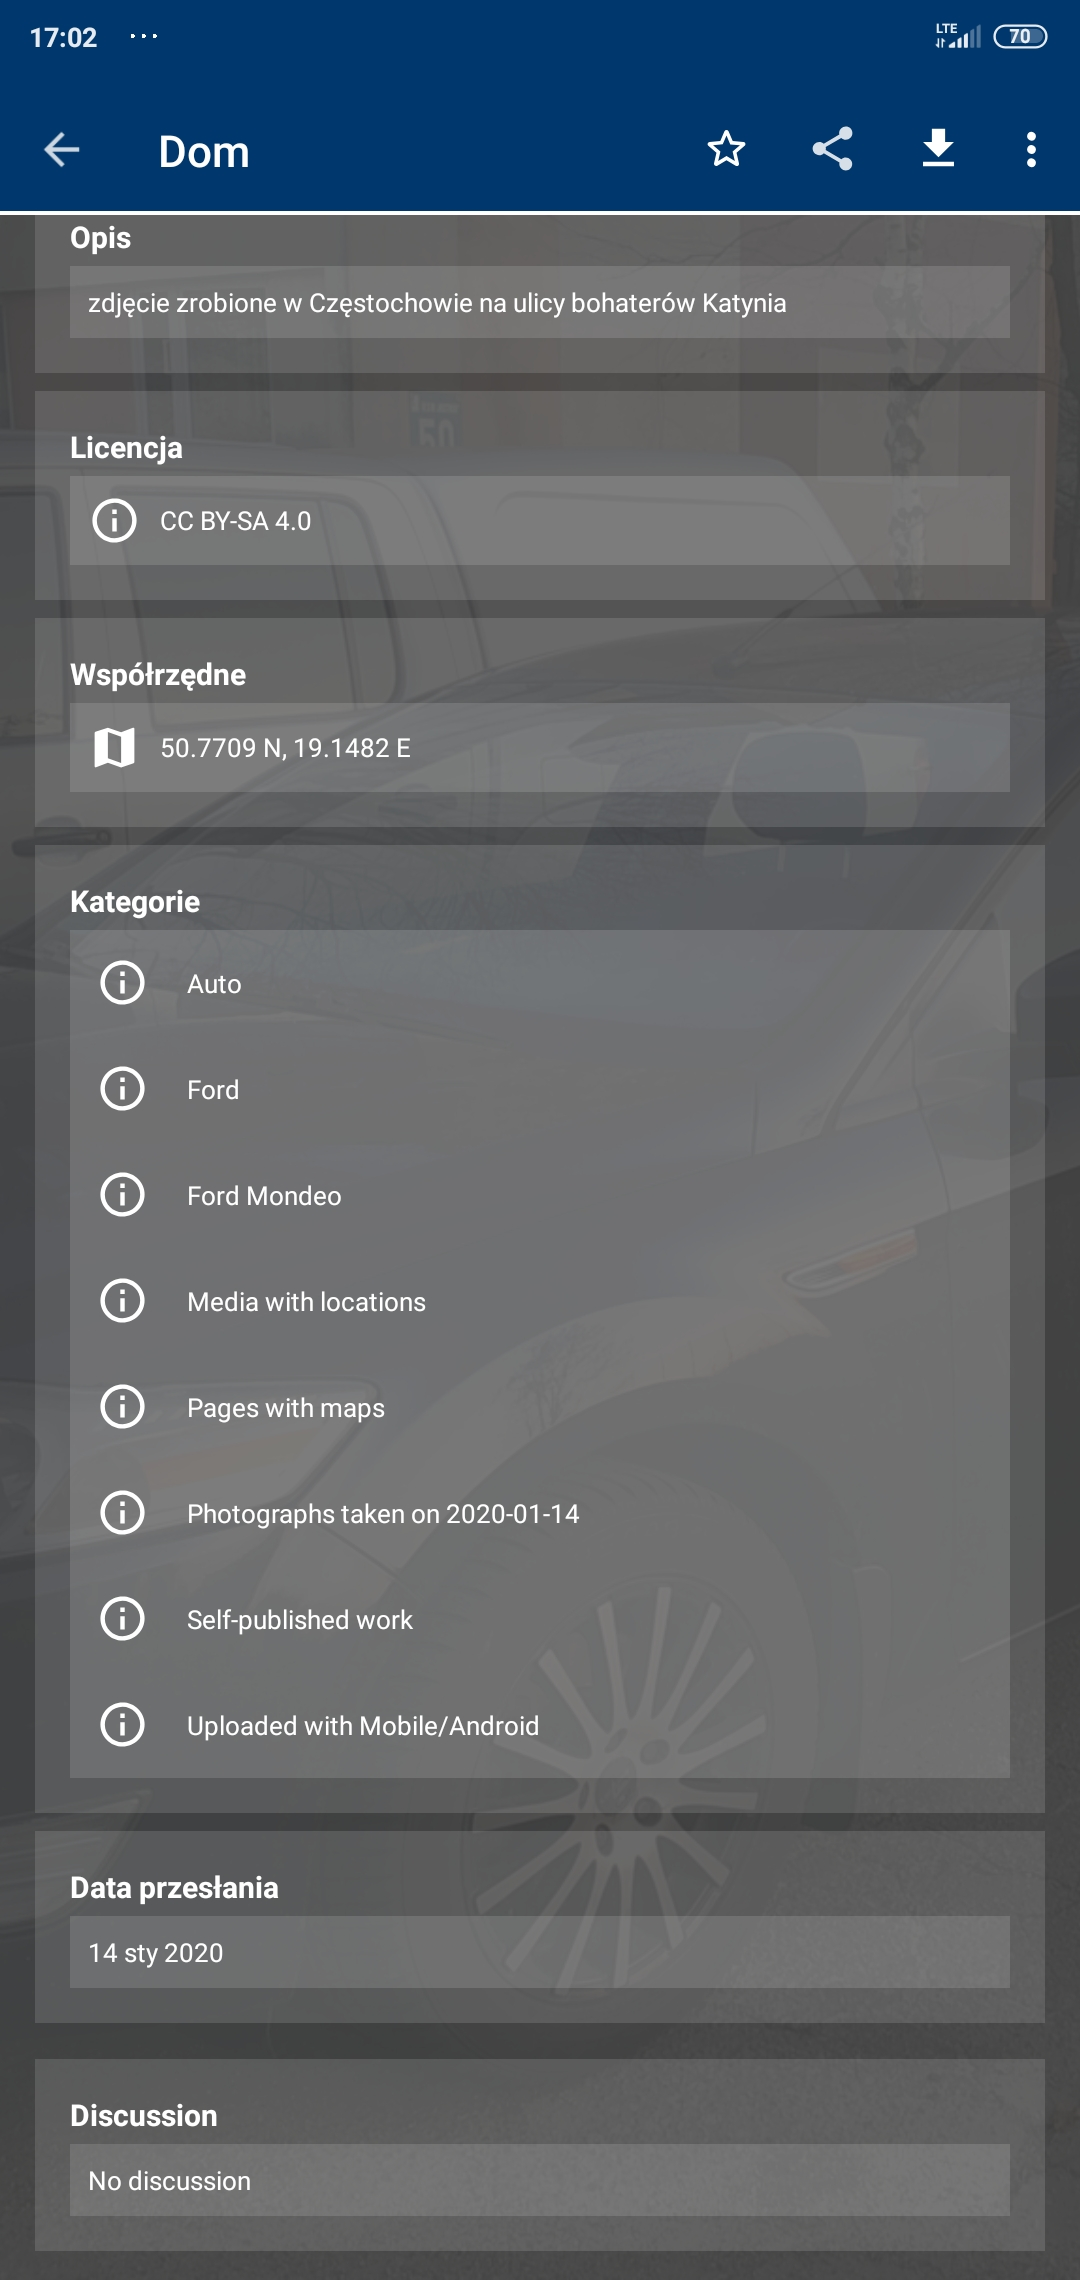 17:02 ...
LTE
70
Dom
Opis
zdjęcie zrobione w Częstochowie na ulicy bohaterów Katynia
50
Licencja
CC BY-SA 4.0
Współrzędne
50.7709 N, 19.1482 E
Kategorie
Auto
Ford
Ford Mondeo
Media with locations
Pages with maps
Photographs taken on 2020-01-14
Self-published work
Uploaded with Mobile/Android
Data przesłania
14 sty 2020
Discussion
No discussion